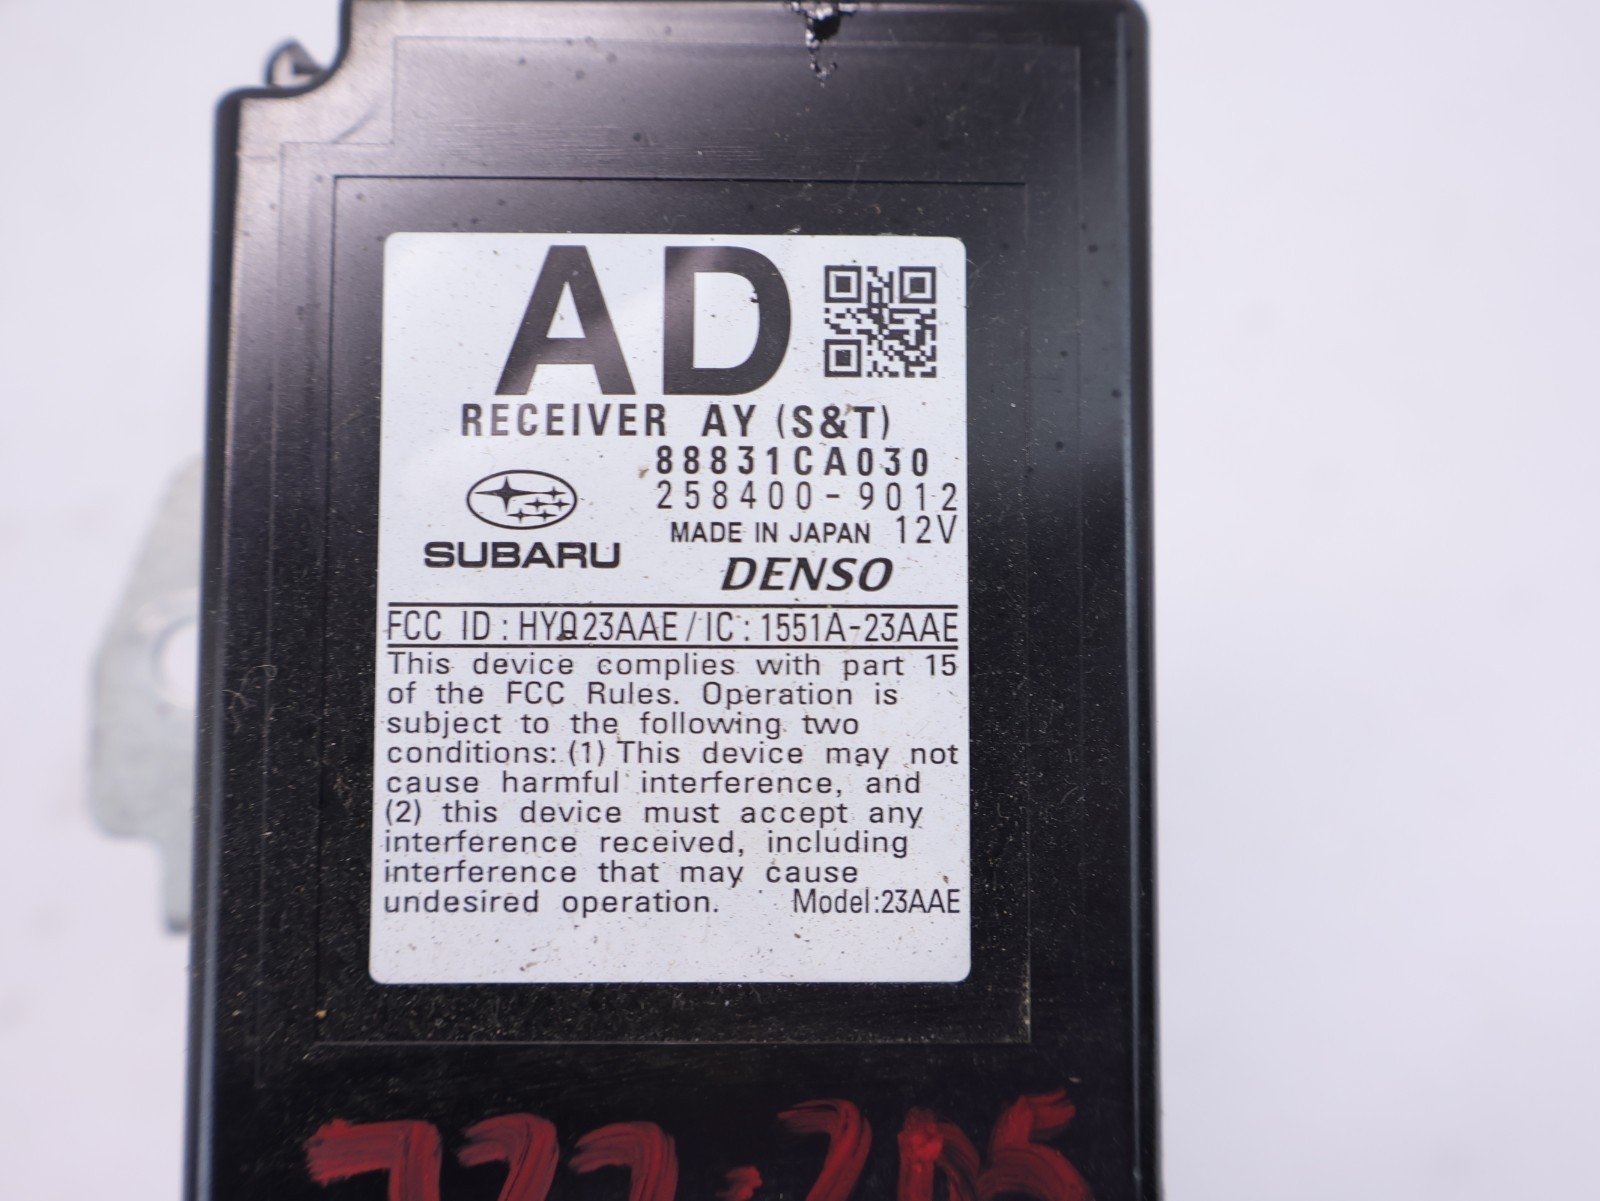 AD
RECEIVER AY (S&T)
88831CA030
258400-9012
MADE IN JAPAN 12V
SUBARU
DENSO
FCC ID : HYQ23AAE / IC : 1551A-23AAE
This device complies with part 15
of the FCC Rules. Operation is
subject to the following two
conditions: (1) This device may not
cause harmful interference, and
(2) this device must accept any
interference received, including
interference that may cause
undesired operation. Model:23AAE